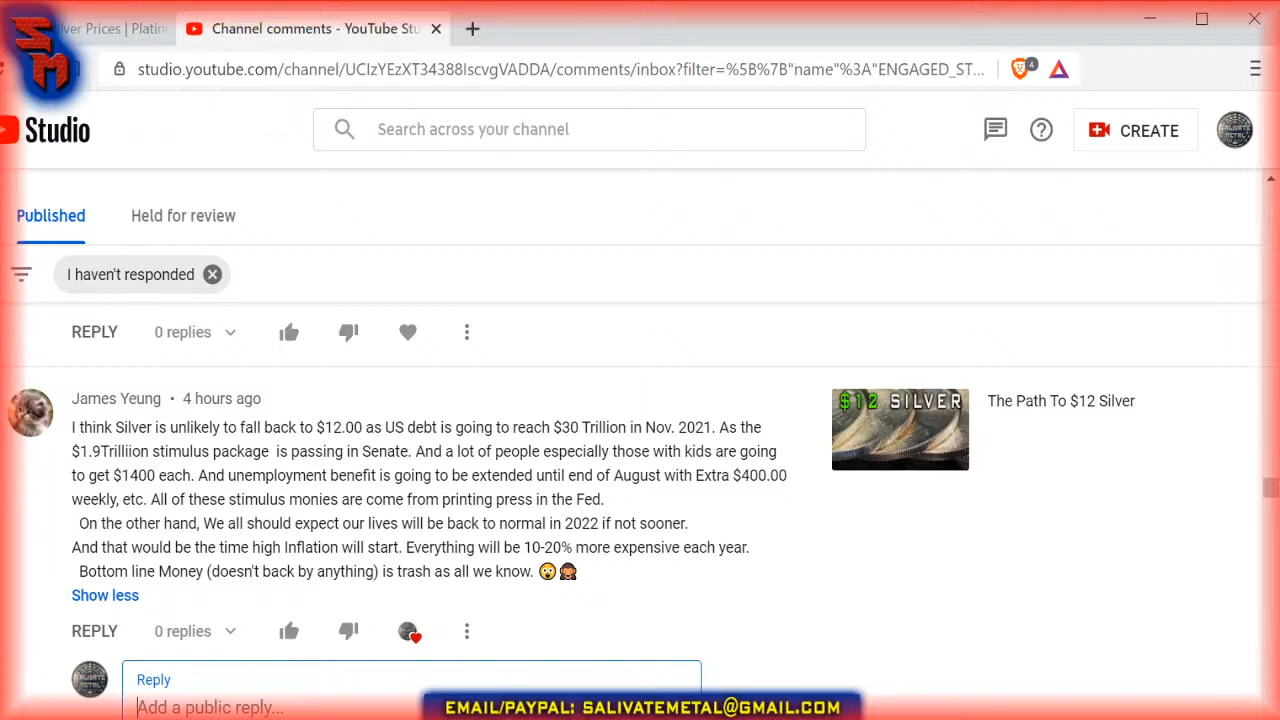 SM
lver Prices | Platin
Channel comments - YouTube Stu
studio.youtube.com/channel/UClzYEzXT34388lscvgVADDA/comments/inbox?filter=%5B%7B"name"%3A"ENGAGED_ST...
4
Studio
Search across your channel
CREATE
Published
Held for review
I haven't responded
REPLY 0 replies
James Yeung • 4 hours ago
$12 SILVER
The Path To $12 Silver
I think Silver is unlikely to fall back to $12.00 as US debt is going to reach $30 Trillion in Nov. 2021. As the
$1.9Trilliion stimulus package is passing in Senate. And a lot of people especially those with kids are going
to get $1400 each. And unemployment benefit is going to be extended until end of August with Extra $400.00
weekly, etc. All of these stimulus monies are come from printing press in the Fed.
On the other hand, We all should expect our lives will be back to normal in 2022 if not sooner.
And that would be the time high Inflation will start. Everything will be 10-20% more expensive each year.
Bottom line Money (doesn't back by anything) is trash as all we know. 😲🙈
Show less
REPLY 0 replies
Reply
Add a public reply...
EMAIL/PAYPAL: SALIVATEMETAL@GMAIL.COM